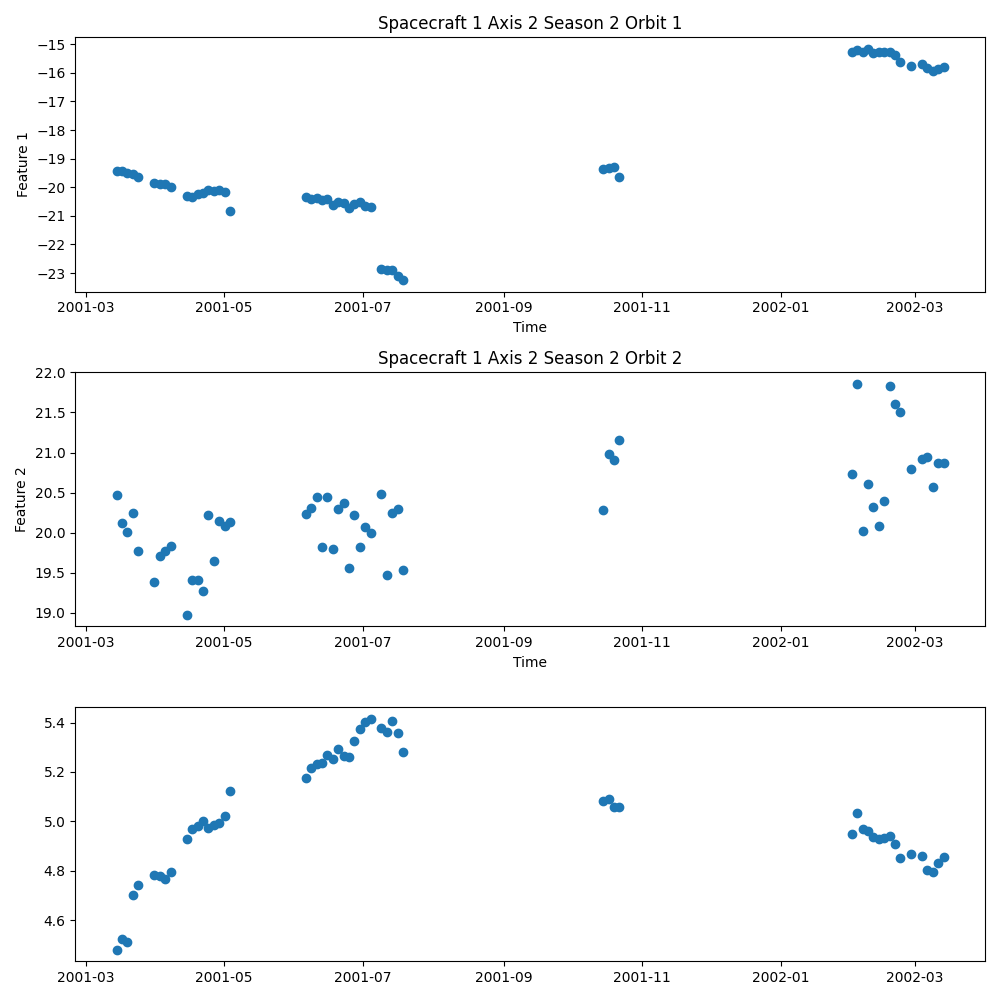 Spacecraft 1 Axis 2 Season 2 Orbit 1
Feature 1
−15
−16
−17
−18
−19
−20
−21
−22
−23
2001-03 2001-05 2001-07 2001-09 2001-11 2002-01 2002-03
Time
Spacecraft 1 Axis 2 Season 2 Orbit 2
Feature 2
22.0
21.5
21.0
20.5
20.0
19.5
19.0
2001-03 2001-05 2001-07 2001-09 2001-11 2002-01 2002-03
Time
5.4
5.2
5.0
4.8
4.6
2001-03 2001-05 2001-07 2001-09 2001-11 2002-01 2002-03